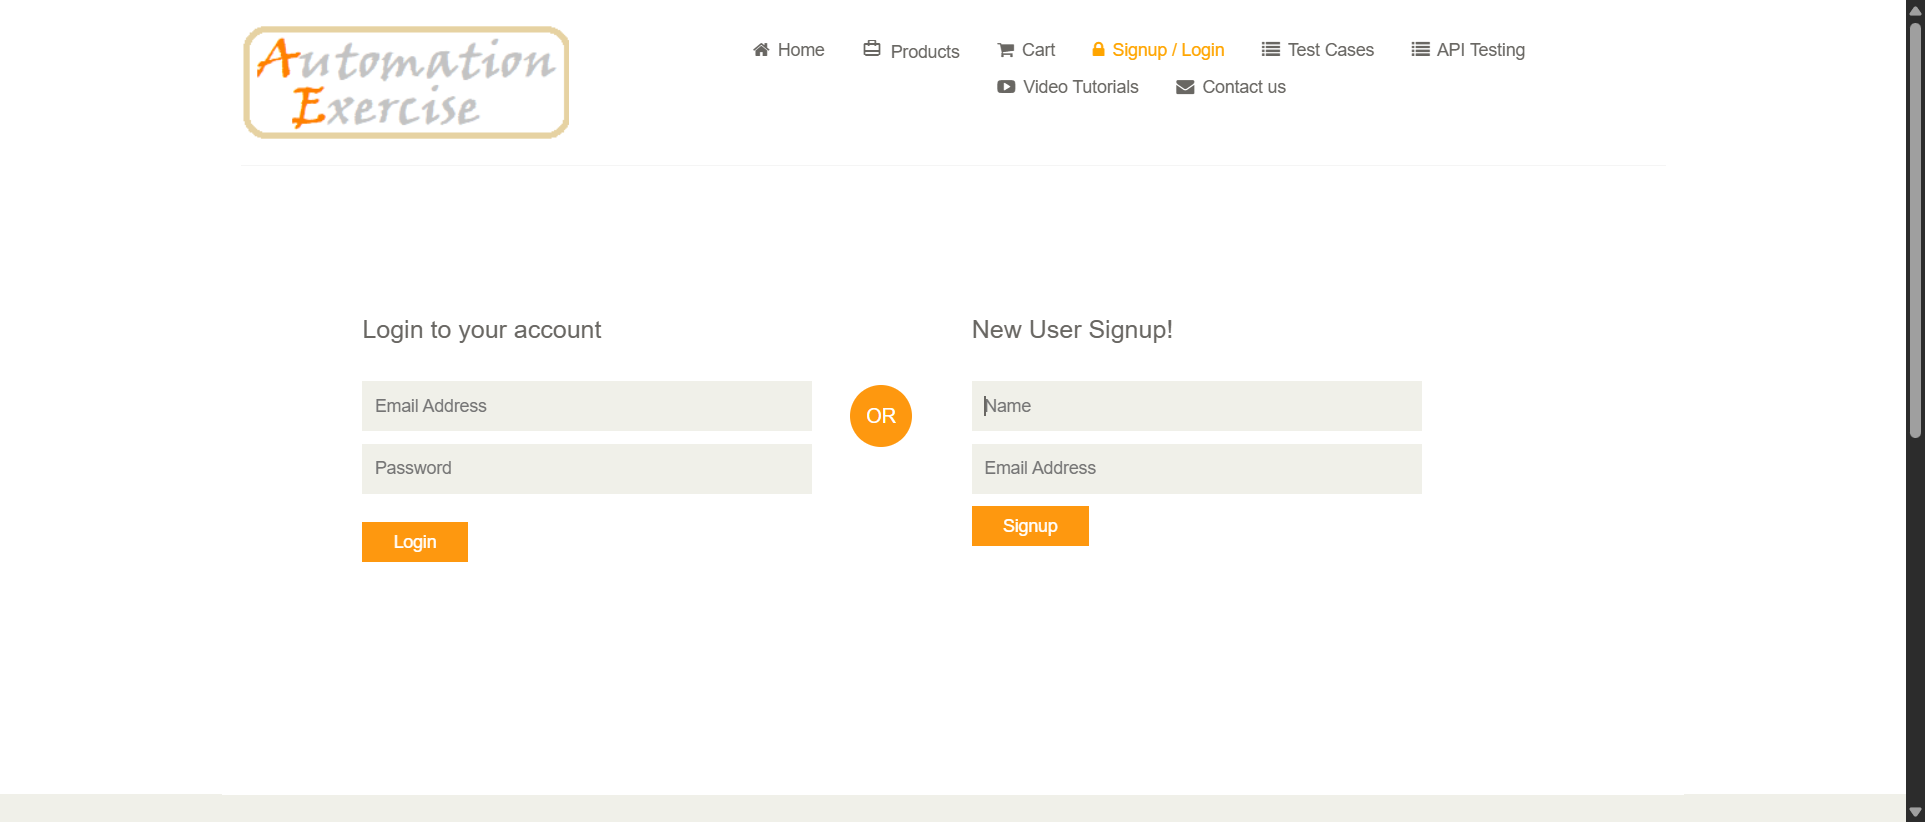 Automation
Exercise
Home
Products
Cart
Signup / Login
Test Cases
API Testing
Video Tutorials
Contact us
Login to your account
Email Address
Password
Login
OR
New User Signup!
Name
Email Address
Signup